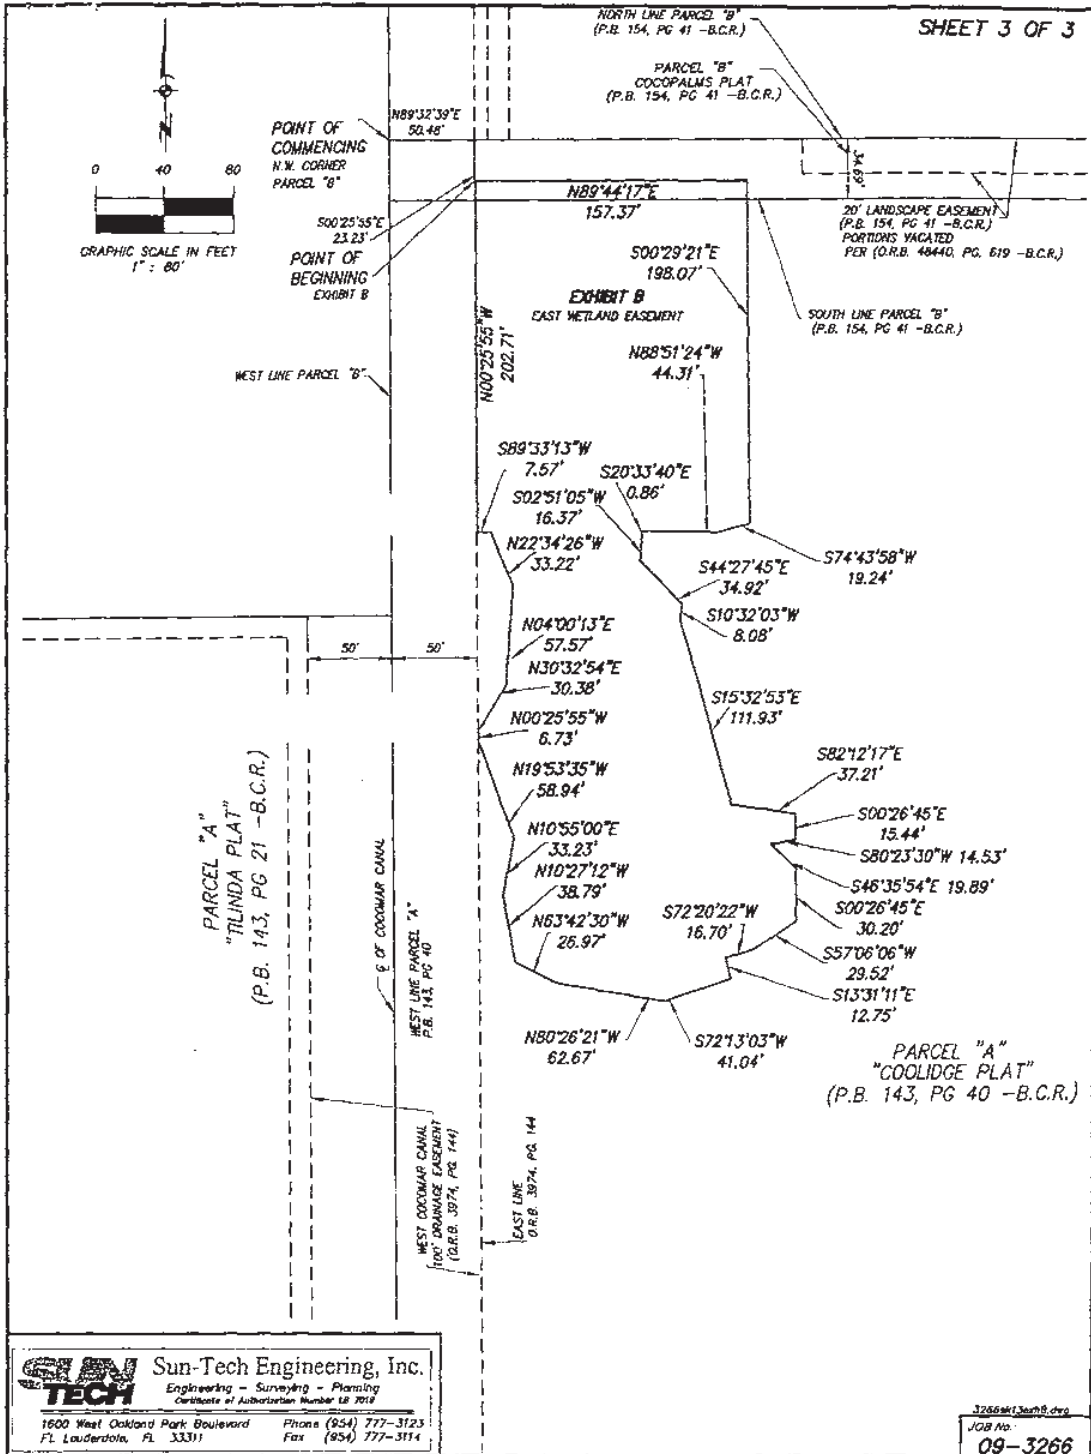 SHEET 3 OF 3
NORTH LINE PARCEL "B"
(P.B. 154, PG 41 -B.C.R.)
PARCEL "B"
COCOPALMS PLAT
(P.B. 154, PG 41 -B.C.R.)
N89°32'39"E
50.48'
POINT OF
COMMENCING
N.W. CORNER
PARCEL "B"
N
0 40 80
GRAPHIC SCALE IN FEET
1" : 80'
34.69'
N89°44'17"E
157.37'
S00°25'55"E
23.23'
POINT OF
BEGINNING
EXHIBIT B
20' LANDSCAPE EASEMENT
(P.B. 154, PG 41 -B.C.R.)
PORTIONS VACATED
PER (O.R.B. 48440, PG. 619 -B.C.R.)
S00°29'21"E
198.07'
EXHIBIT B
EAST WETLAND EASEMENT
SOUTH LINE PARCEL "B"
(P.B. 154, PG 41 -B.C.R.)
N00°25'55"W
202.71'
N88°51'24"W
44.31'
WEST LINE PARCEL "B"
S89°33'13"W
7.57'
S20°33'40"E
0.86'
S02°51'05"W
16.37'
N22°34'26"W
33.22'
S74°43'58"W
19.24'
S44°27'45"E
34.92'
S10°32'03"W
8.08'
N04°00'13"E
57.57'
50' 50'
N30°32'54"E
30.38'
S15°32'53"E
111.93'
N00°25'55"W
6.73'
N19°53'35"W
58.94'
S82°12'17"E
37.21'
S00°26'45"E
15.44'
N10°55'00"E
33.23'
S80°23'30"W 14.53'
N10°27'12"W
38.79'
S46°35'54"E 19.89'
S00°26'45"E
30.20'
N63°42'30"W
26.97'
S72°20'22"W
16.70'
S57°06'06"W
29.52'
S13°31'11"E
12.75'
N80°26'21"W
62.67'
S72°13'03"W
41.04'
PARCEL "A"
"TILINDA PLAT"
(P.B. 143, PG 21 -B.C.R.)
℄ OF COCOMAR CANAL
WEST LINE PARCEL "A"
P.B. 143, PG 40
PARCEL "A"
"COOLIDGE PLAT"
(P.B. 143, PG 40 -B.C.R.)
WEST COCOMAR CANAL
100' DRAINAGE EASEMENT
(O.R.B. 3974, PG. 144)
EAST LINE
O.R.B. 3974, PG. 144
SUN
TECH
Sun-Tech Engineering, Inc.
Engineering - Surveying - Planning
Certificate of Authorization Number LB 7019
1600 West Oakland Park Boulevard
Ft. Lauderdale, FL 33311
Phone (954) 777-3123
Fax (954) 777-3114
JOB No.:
09-3266